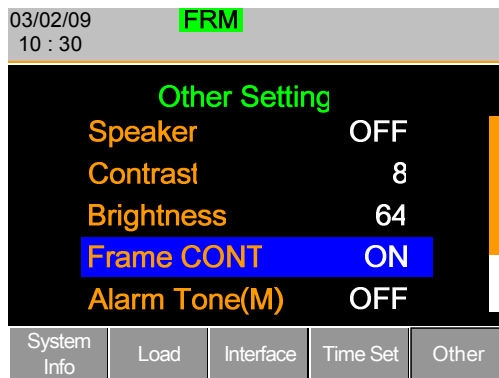 03/02/09 FRM
10 : 30
Other Setting
Speaker OFF
Contrast 8
Brightness 64
Frame CONT ON
Alarm Tone(M) OFF
System Info Load Interface Time Set Other